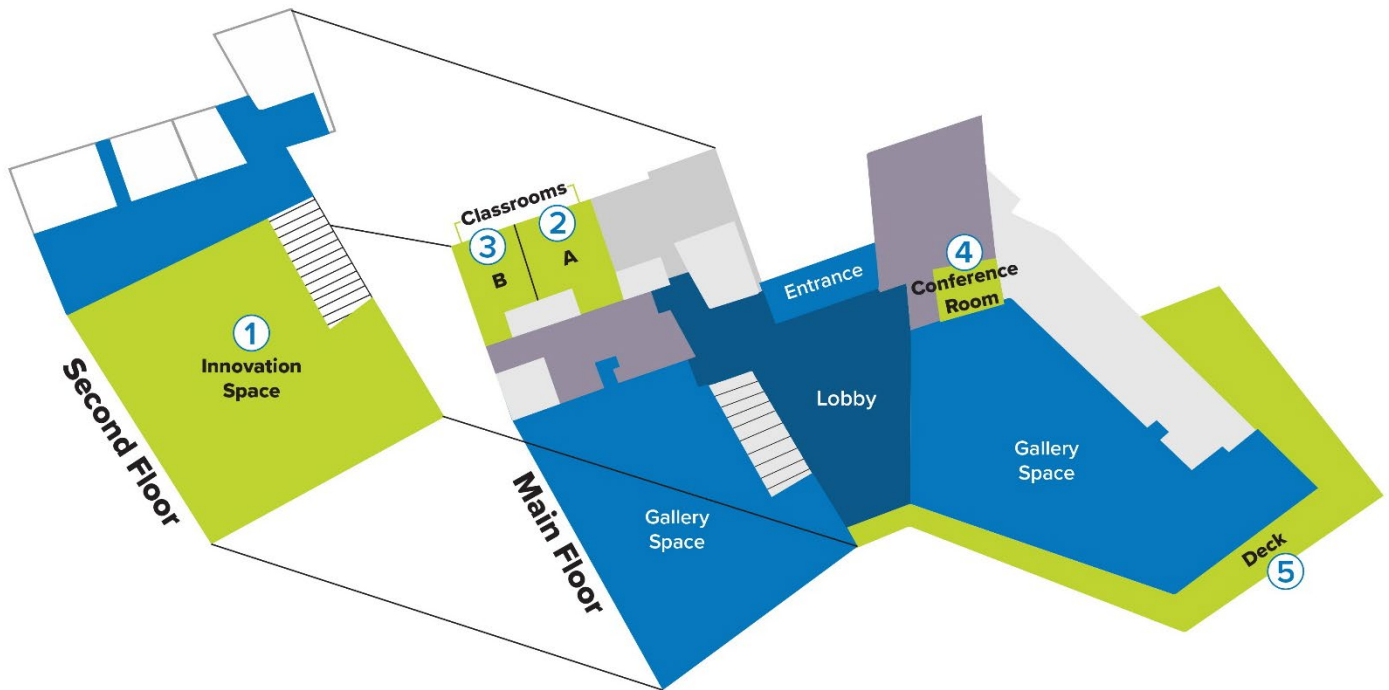 Second Floor
1
Innovation
Space
Classrooms
3
2
B
A
Main Floor
Gallery
Space
Entrance
Lobby
4
Conference
Room
Gallery
Space
Deck
5